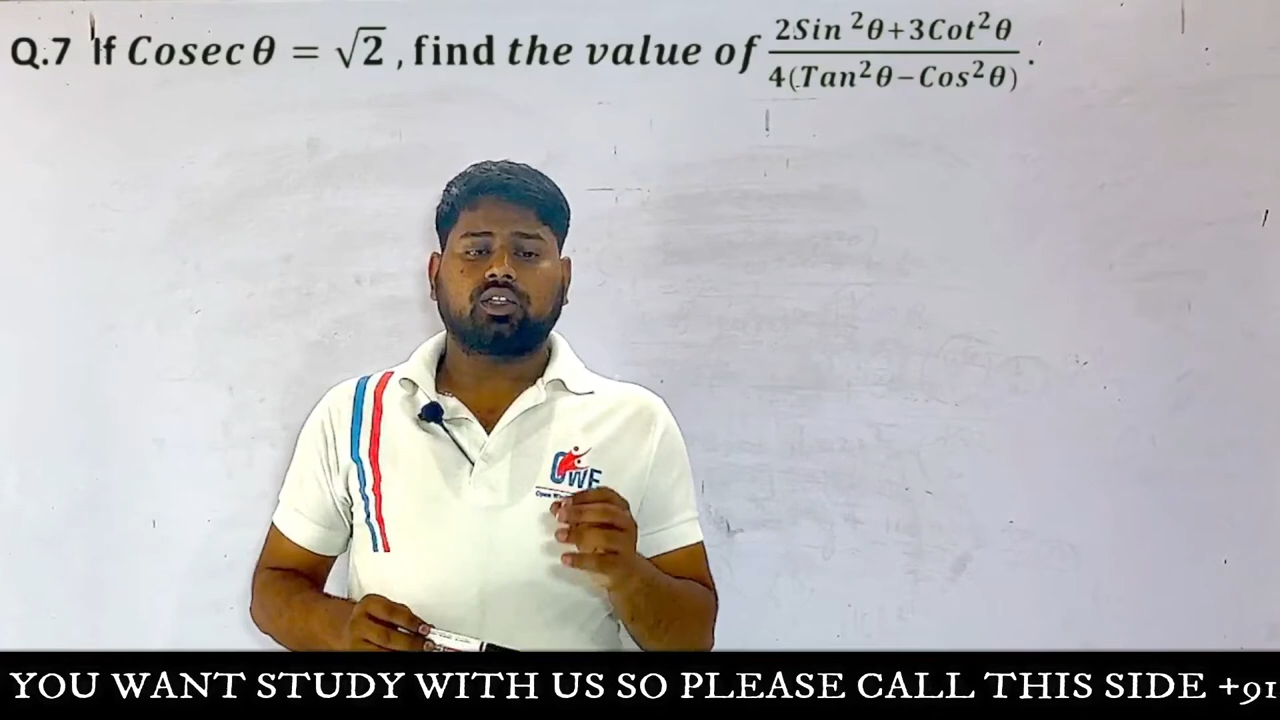 Q.7 If Cosec θ = √2 , find the value of (2Sin ²θ+3Cot²θ)/(4(Tan²θ−Cos²θ)) .
OWE
YOU WANT STUDY WITH US SO PLEASE CALL THIS SIDE +91